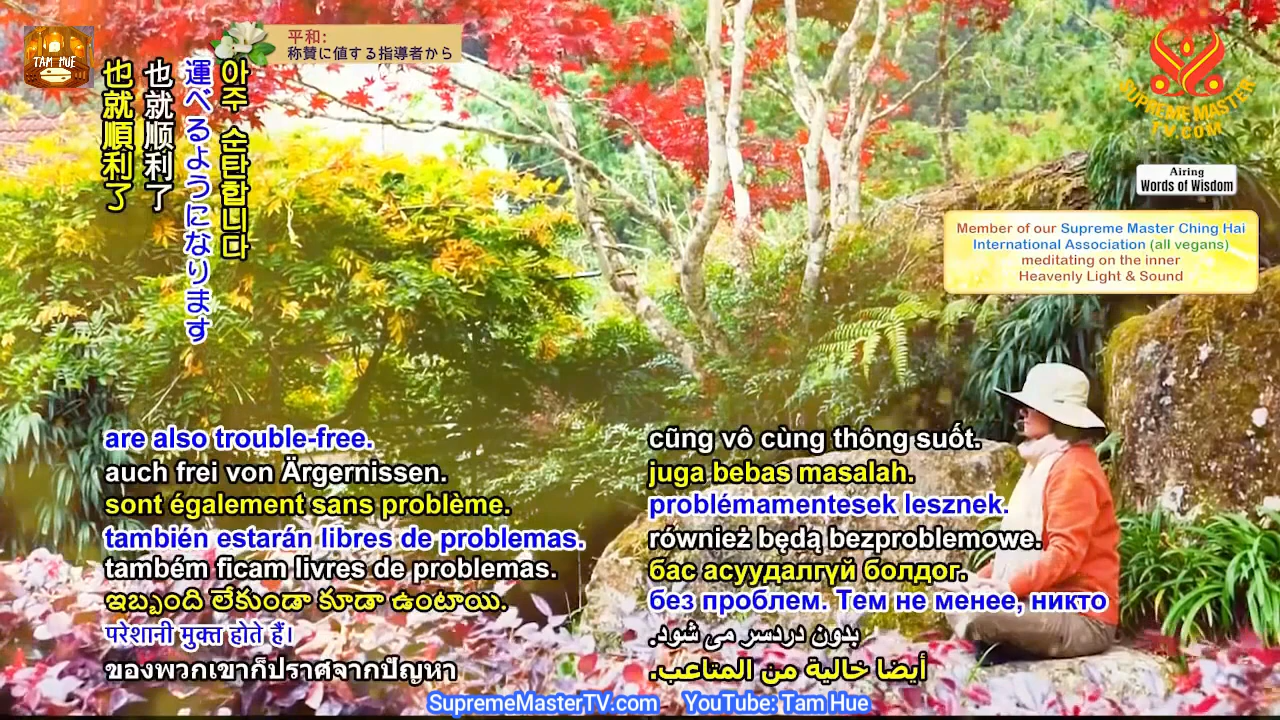 TAM HUE
平和:
称賛に値する指導者から
SUPREME MASTER
TV.COM
Airing
Words of Wisdom
Member of our Supreme Master Ching Hai
International Association (all vegans)
meditating on the inner
Heavenly Light & Sound
아주 순탄합니다
運べるようになります
也就顺利了
也就順利了
are also trouble-free.
auch frei von Ärgernissen.
sont également sans problème.
también estarán libres de problemas.
também ficam livres de problemas.
ఇబ్బంది లేకుండా కూడా ఉంటాయి.
परेशानी मुक्त होते हैं।
ของพวกเขาก็ปราศจากปัญหา
cũng vô cùng thông suốt.
juga bebas masalah.
problémamentesek lesznek.
również będą bezproblemowe.
бас асуудалгүй болдог.
без проблем. Тем не менее, никто
بدون دردسر می شود.
أيضا خالية من المتاعب.
SupremeMasterTV.com YouTube: Tam Hue